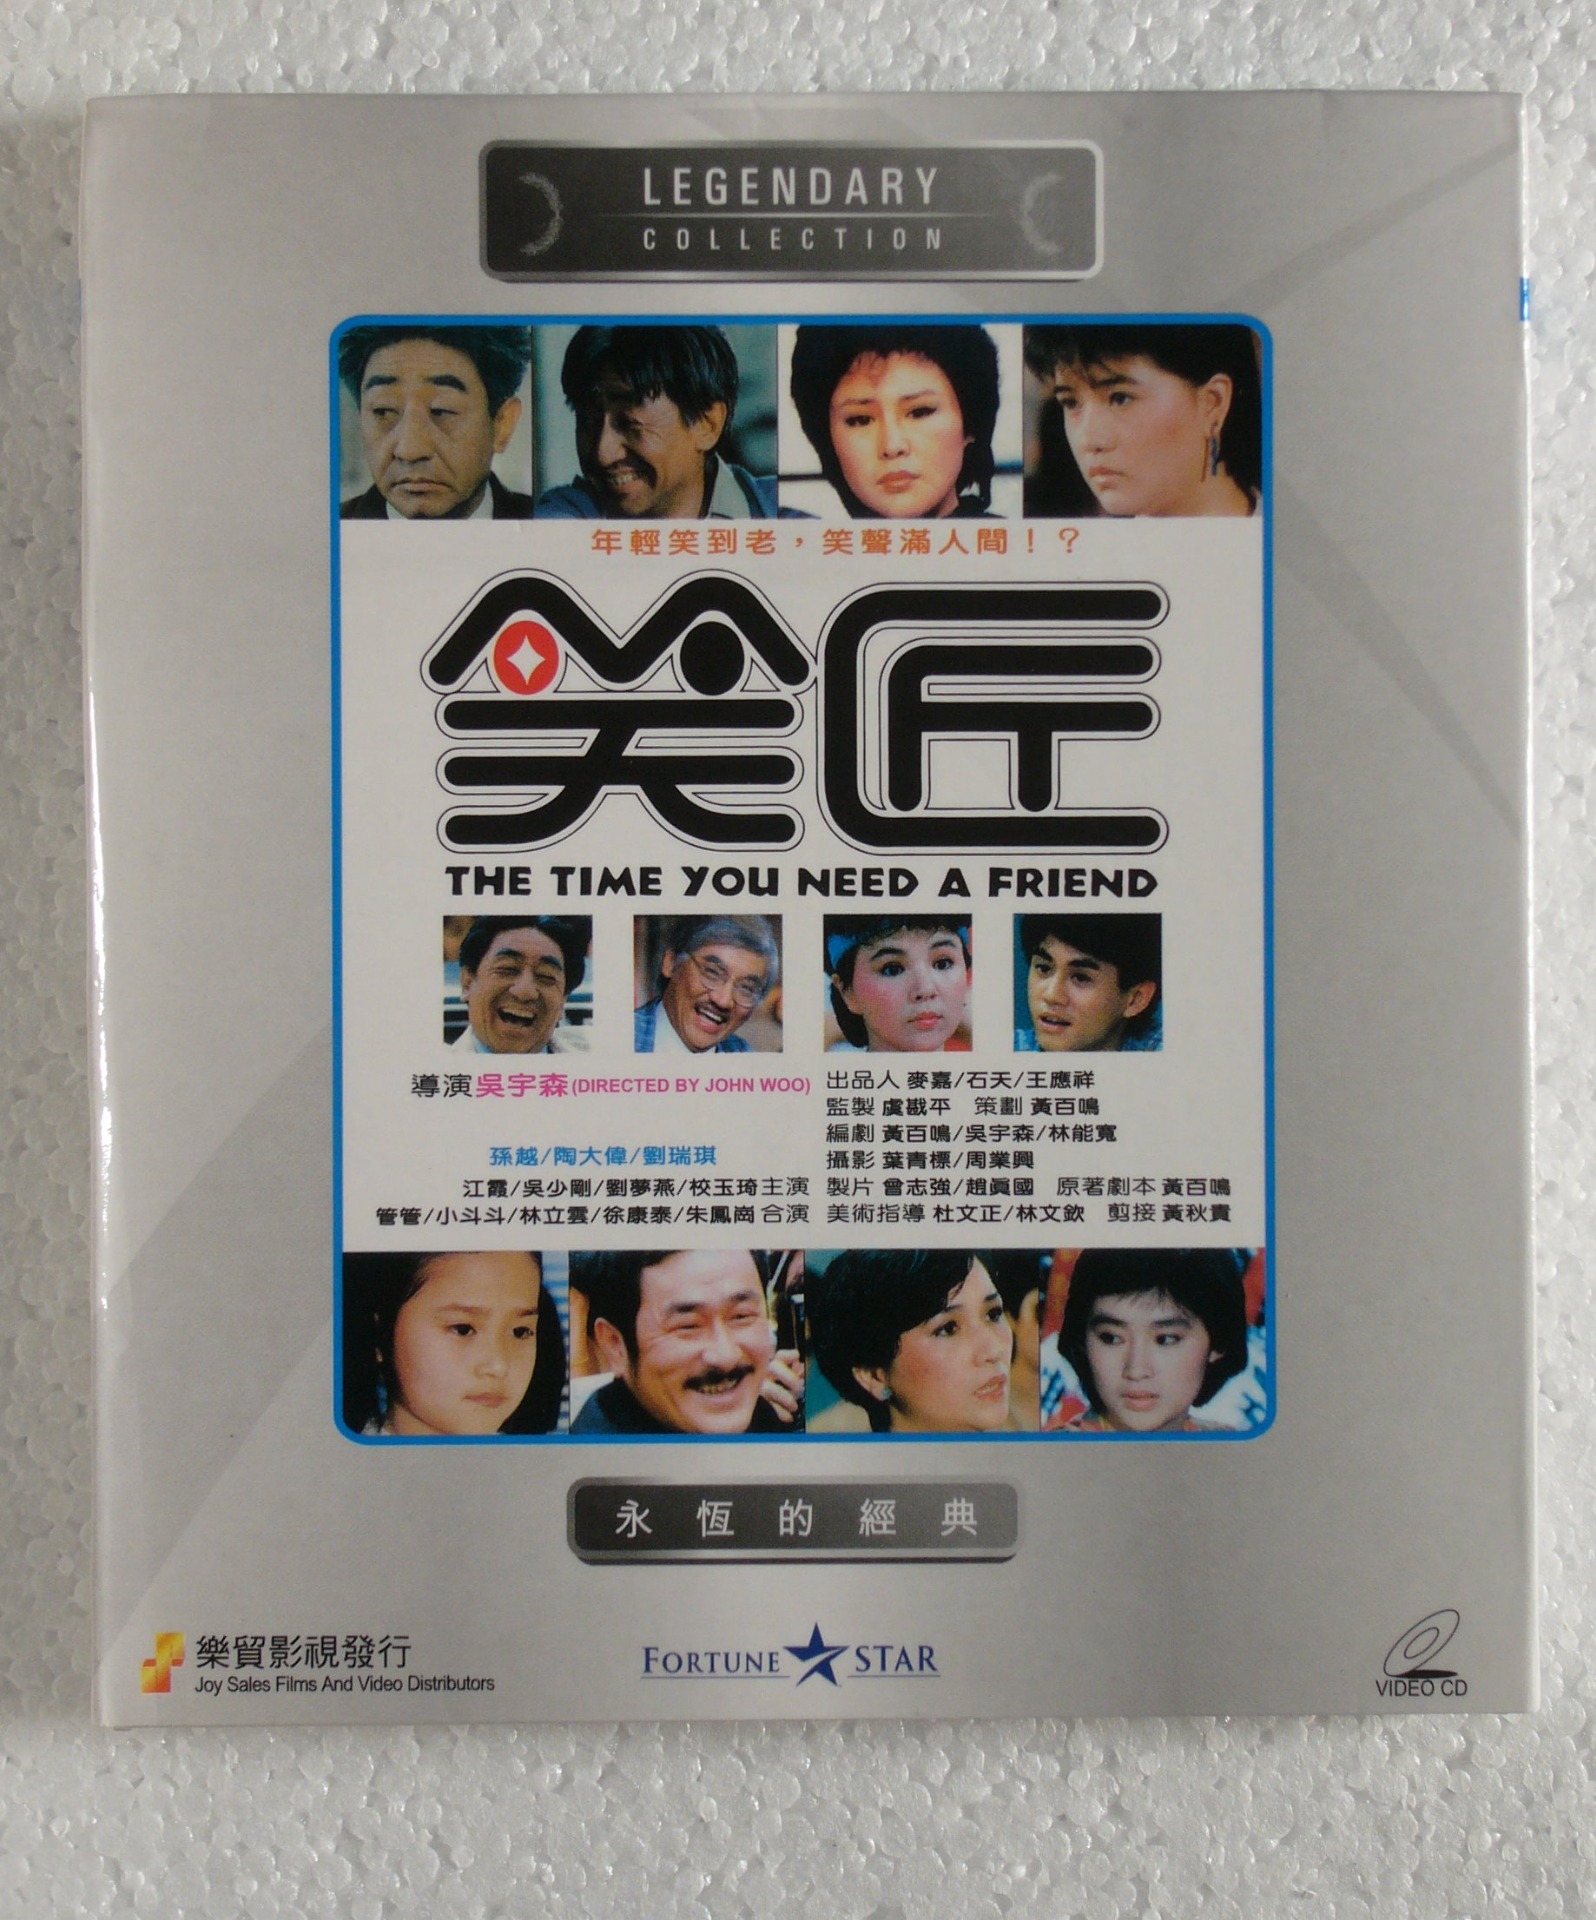 LEGENDARY
COLLECTION
年輕笑到老，笑聲滿人間！？
笑匠
THE TIME YOU NEED A FRIEND
導演 吳宇森 (DIRECTED BY JOHN WOO)
孫越/陶大偉/劉瑞琪
江霞/吳少剛/劉夢燕/校玉琦 主演
管管/小斗斗/林立雲/徐康泰/朱鳳崗 合演
出品人 麥嘉/石天/王應祥
監製 虞戡平 策劃 黃百鳴
編劇 黃百鳴/吳宇森/林能寬
攝影 葉青標/周業興
製片 曾志強/趙眞國 原著劇本 黃百鳴
美術指導 杜文正/林文欽 剪接 黃秋貴
永恆的經典
樂貿影視發行
Joy Sales Films And Video Distributors
FORTUNE STAR
VIDEO CD